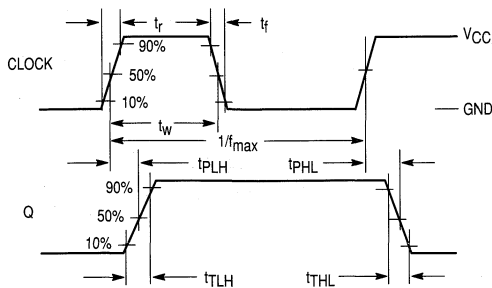 tr
tf
VCC
90%
CLOCK
50%
10%
GND
tw
1/fmax
tPLH
tPHL
90%
Q
50%
10%
tTLH
tTHL